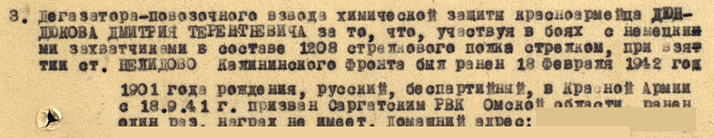 3. Дегазатора-повозочного взвода химической защиты красноармейца ДЮН-
ДЮКОВА ДМИТРИЯ ТЕРЕНТЬЕВИЧА за то, что, участвуя в боях с немецки
ми захватчиками в составе 1208 стрелкового полка стрелком, при взя
тии ст. НЕЛИДОВО Калининского фронта был ранен 18 Февраля 1942 год
1901 года рождения, русский, беспартийный, в Красной Армии
с 18.9.41 г. призван Саргатским РВК Омской области, ранен
один раз, наград не имеет. Домашний адрес: